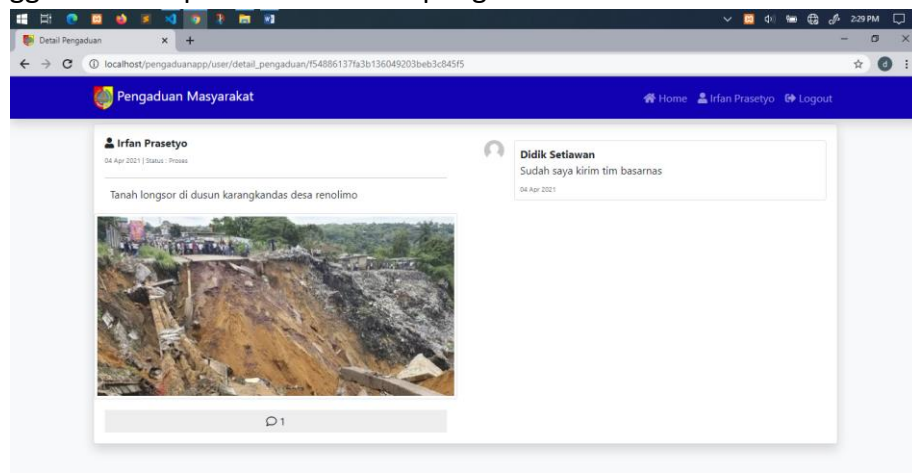 2:29 PM
Detail Pengaduan
localhost/pengaduanapp/user/detail_pengaduan/f54886137fa3b136049203beb3c845f5
d
Pengaduan Masyarakat
Home Irfan Prasetyo Logout
Irfan Prasetyo
04 Apr 2021 | Status : Proses
Tanah longsor di dusun karangkandas desa renolimo
1
Didik Setiawan
Sudah saya kirim tim basarnas
04 Apr 2021